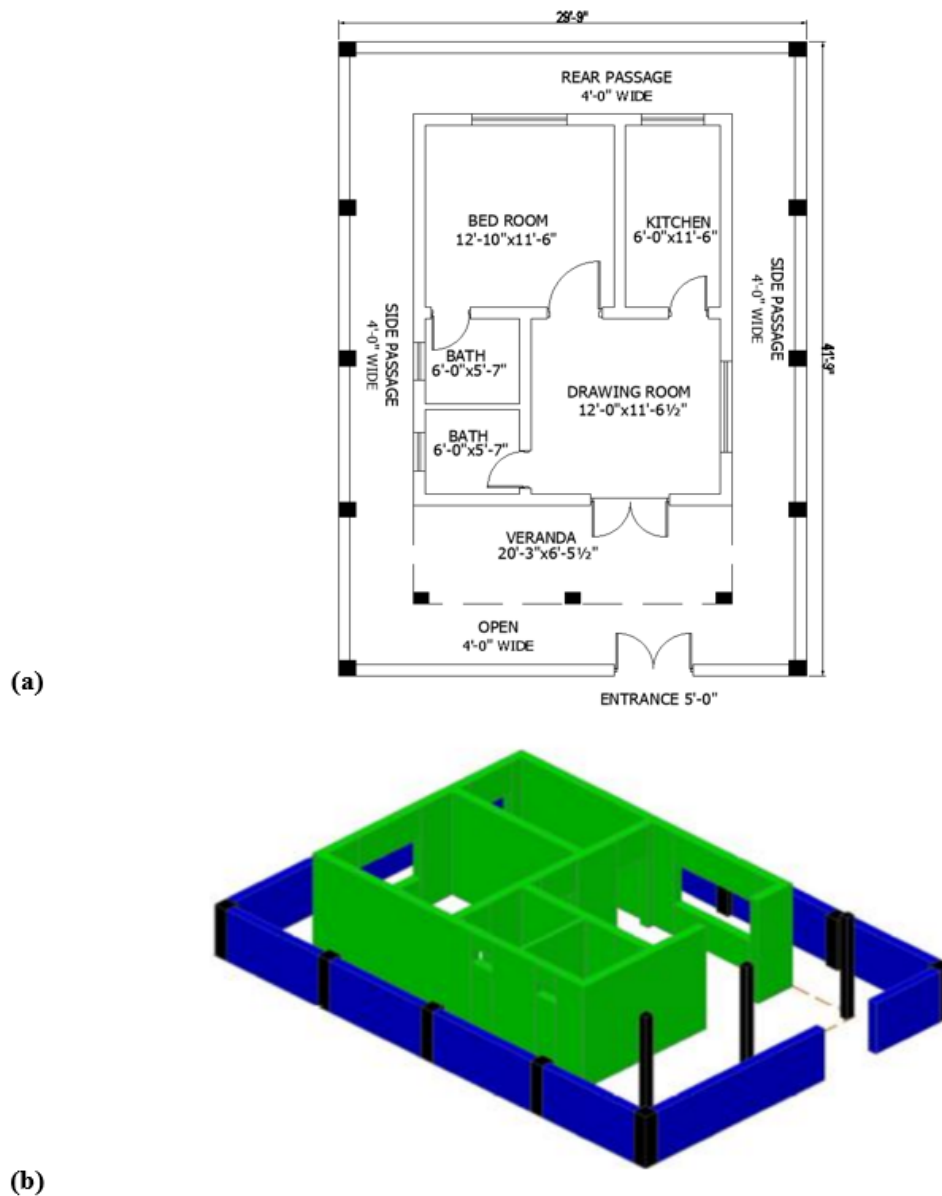 29'-9"
REAR PASSAGE
4'-0" WIDE
BED ROOM
12'-10"x11'-6"
KITCHEN
6'-0"x11'-6"
SIDE PASSAGE
4'-0" WIDE
SIDE PASSAGE
4'-0" WIDE
41'-9"
BATH
6'-0"x5'-7"
DRAWING ROOM
12'-0"x11'-6½"
BATH
6'-0"x5'-7"
VERANDA
20'-3"x6'-5½"
OPEN
4'-0" WIDE
(a)
ENTRANCE 5'-0"
(b)